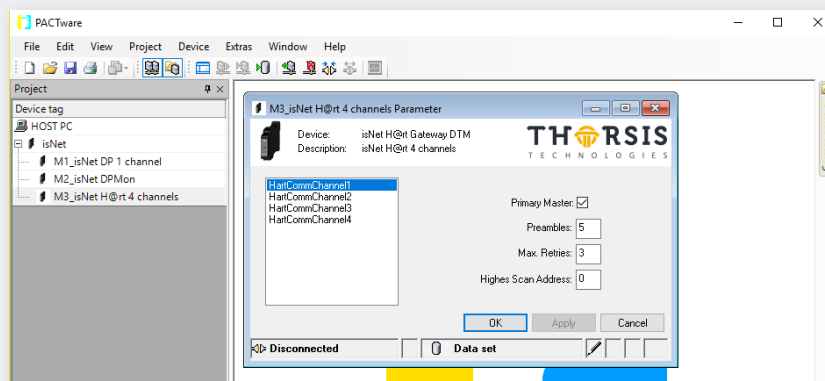 PACTware
File Edit View Project Device Extras Window Help
Project
Device tag
HOST PC
isNet
M1_isNet DP 1 channel
M2_isNet DPMon
M3_isNet H@rt 4 channels
M3_isNet H@rt 4 channels Parameter
Device: isNet H@rt Gateway DTM
Description: isNet H@rt 4 channels
THORSIS
TECHNOLOGIES
HartCommChannel1
HartCommChannel2
HartCommChannel3
HartCommChannel4
Primary Master:
Preambles: 5
Max. Retries: 3
Highes Scan Address: 0
OK Apply Cancel
Disconnected Data set